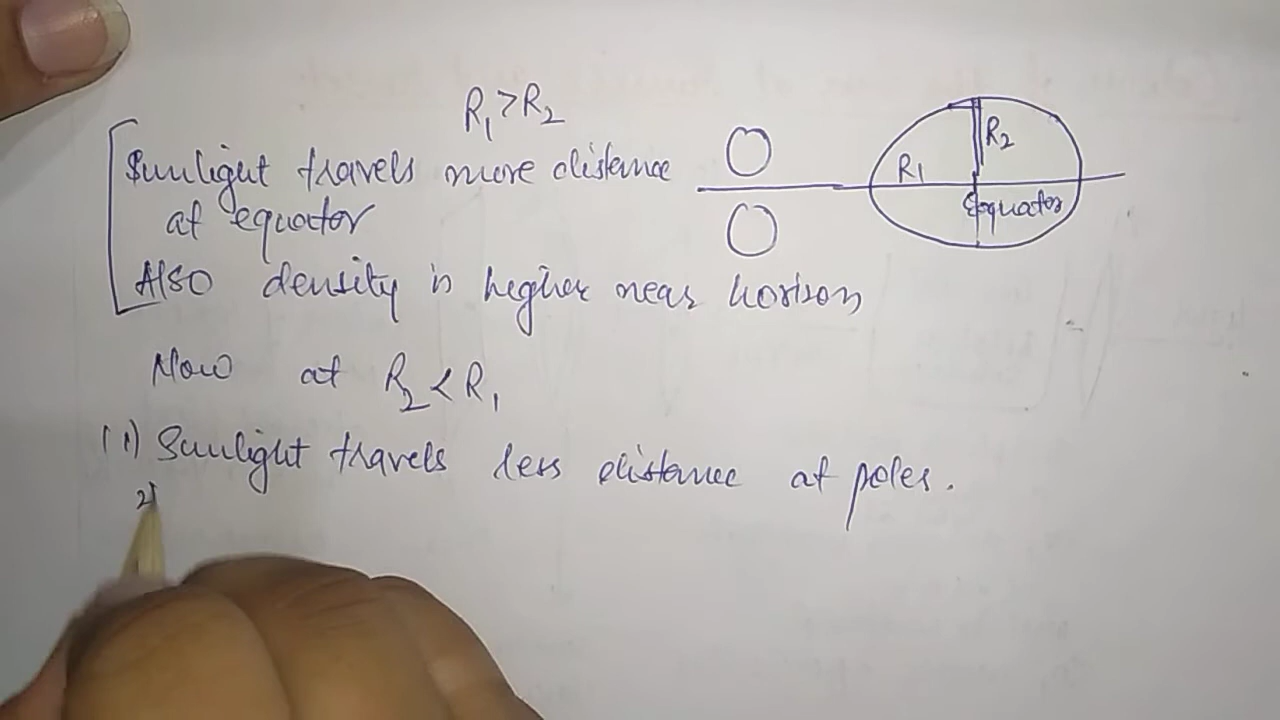 R₁>R₂
Sunlight travels more distance
at equator
Also density is higher near horizon
R₂
R₁
Equator
Now at R₂<R₁
(1) Sunlight travels less distance at poles.
2)